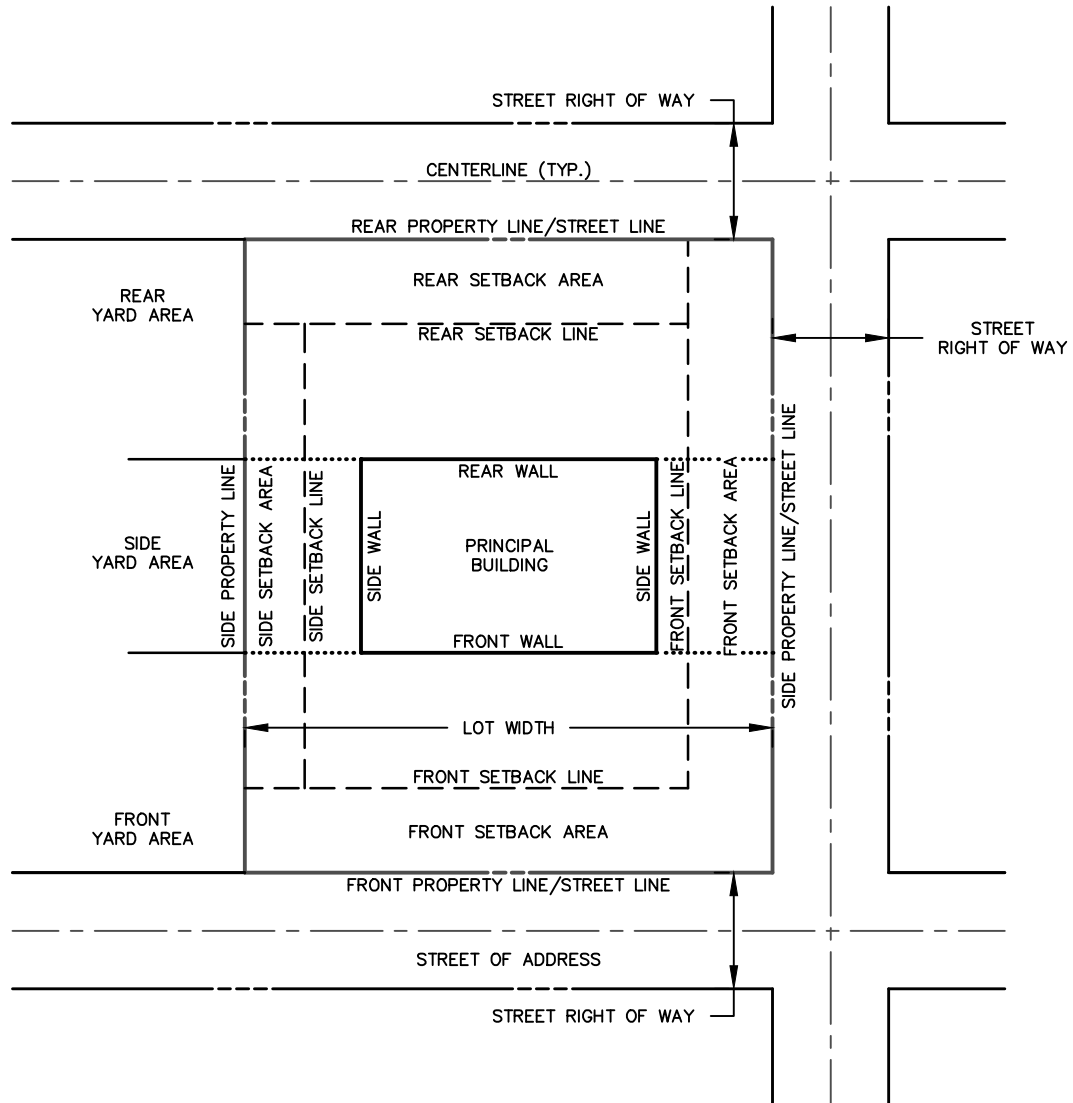 STREET RIGHT OF WAY
CENTERLINE (TYP.)
REAR PROPERTY LINE/STREET LINE
REAR SETBACK AREA
REAR
YARD AREA
REAR SETBACK LINE
STREET
RIGHT OF WAY
SIDE
YARD AREA
SIDE PROPERTY LINE
SIDE SETBACK AREA
SIDE SETBACK LINE
SIDE WALL
REAR WALL
PRINCIPAL
BUILDING
FRONT WALL
SIDE WALL
FRONT SETBACK LINE
FRONT SETBACK AREA
SIDE PROPERTY LINE/STREET LINE
LOT WIDTH
FRONT SETBACK LINE
FRONT
YARD AREA
FRONT SETBACK AREA
FRONT PROPERTY LINE/STREET LINE
STREET OF ADDRESS
STREET RIGHT OF WAY